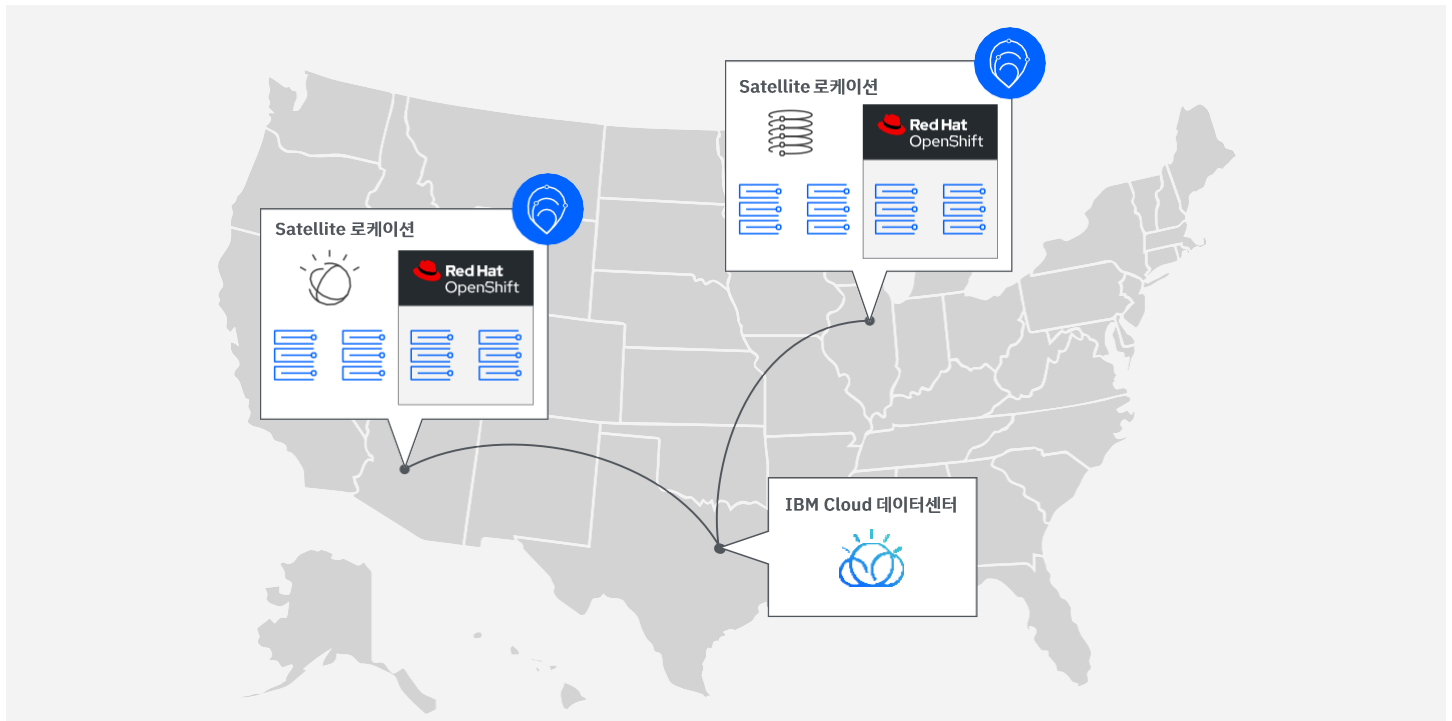 Satellite 로케이션
Red Hat
OpenShift
Satellite 로케이션
Red Hat
OpenShift
IBM Cloud 데이터센터